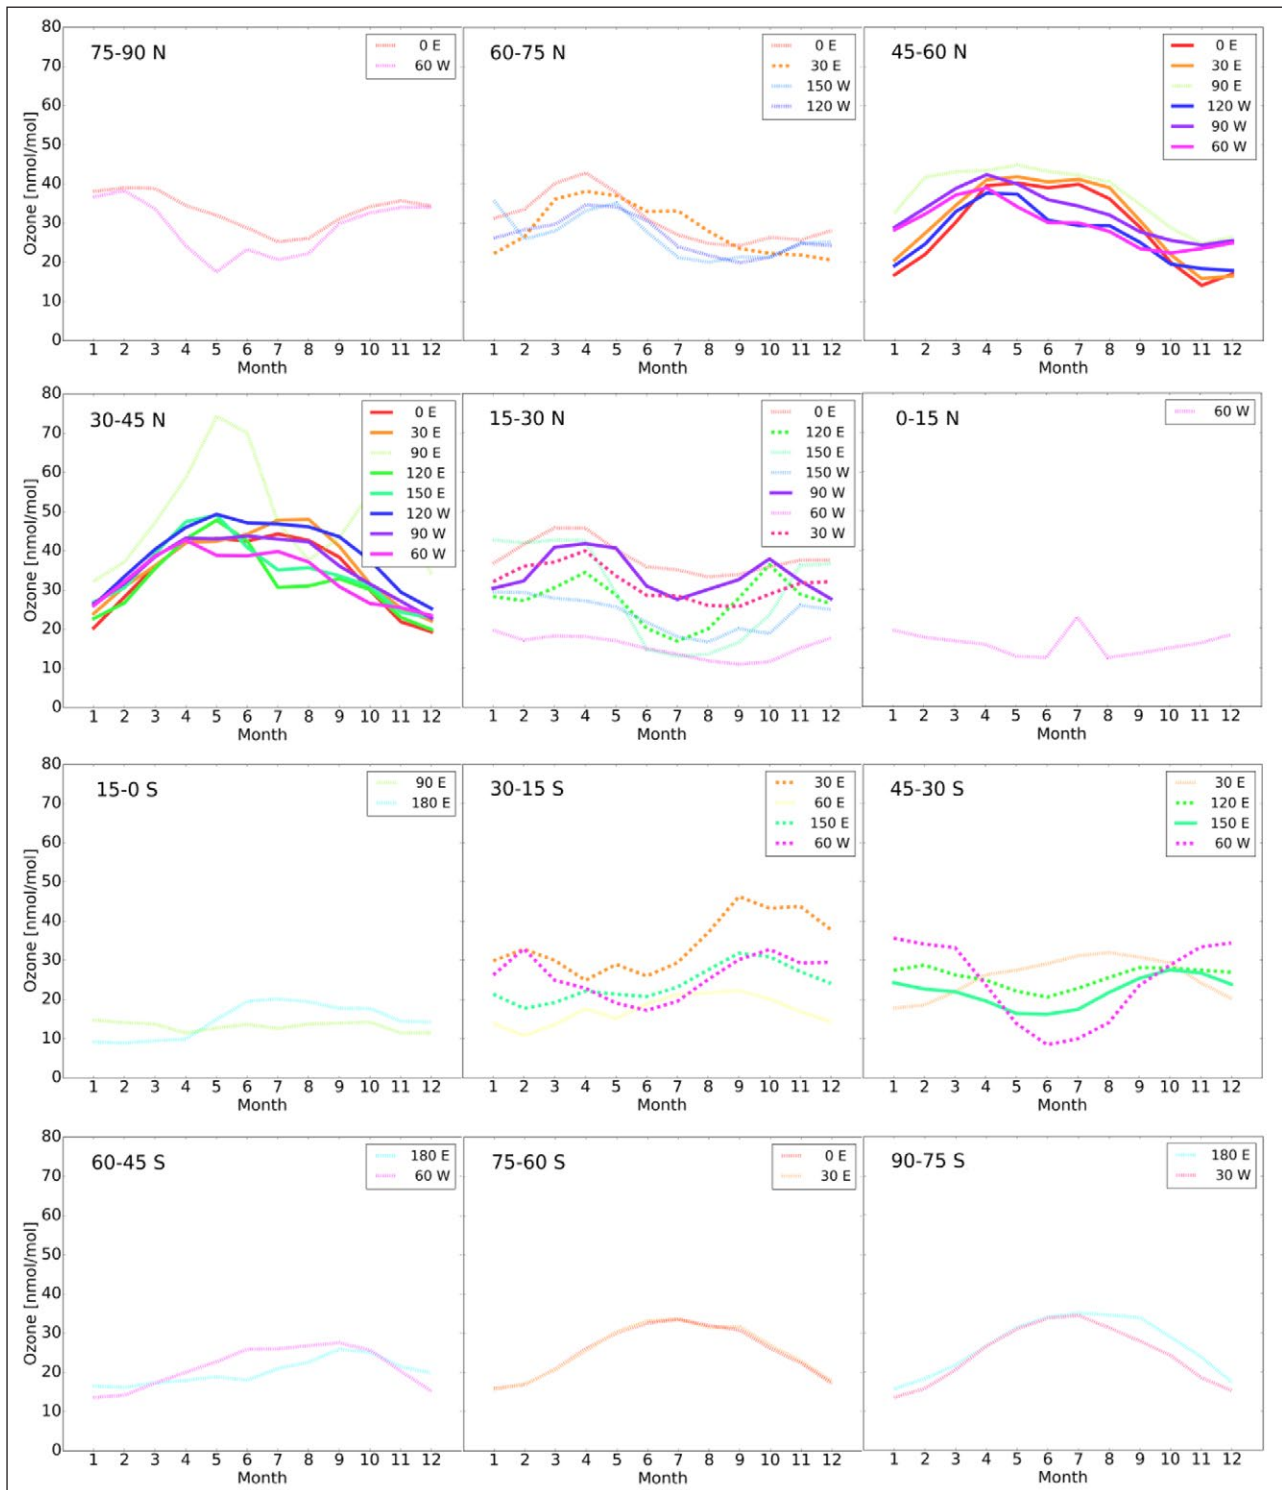 75-90 N
0 E
60 W
60-75 N
0 E
30 E
150 W
120 W
45-60 N
0 E
30 E
90 E
120 W
90 W
60 W
Ozone [nmol/mol]
80
70
60
50
40
30
20
10
0
1 2 3 4 5 6 7 8 9 10 11 12
1 2 3 4 5 6 7 8 9 10 11 12
1 2 3 4 5 6 7 8 9 10 11 12
Month
Month
Month
30-45 N
0 E
30 E
90 E
120 E
150 E
120 W
90 W
60 W
15-30 N
0 E
120 E
150 E
150 W
90 W
60 W
30 W
0-15 N
60 W
Ozone [nmol/mol]
80
70
60
50
40
30
20
10
0
1 2 3 4 5 6 7 8 9 10 11 12
1 2 3 4 5 6 7 8 9 10 11 12
1 2 3 4 5 6 7 8 9 10 11 12
Month
Month
Month
15-0 S
90 E
180 E
30-15 S
30 E
60 E
150 E
60 W
45-30 S
30 E
120 E
150 E
60 W
Ozone [nmol/mol]
80
70
60
50
40
30
20
10
0
1 2 3 4 5 6 7 8 9 10 11 12
1 2 3 4 5 6 7 8 9 10 11 12
1 2 3 4 5 6 7 8 9 10 11 12
Month
Month
Month
60-45 S
180 E
60 W
75-60 S
0 E
30 E
90-75 S
180 E
30 W
Ozone [nmol/mol]
80
70
60
50
40
30
20
10
0
1 2 3 4 5 6 7 8 9 10 11 12
1 2 3 4 5 6 7 8 9 10 11 12
1 2 3 4 5 6 7 8 9 10 11 12
Month
Month
Month